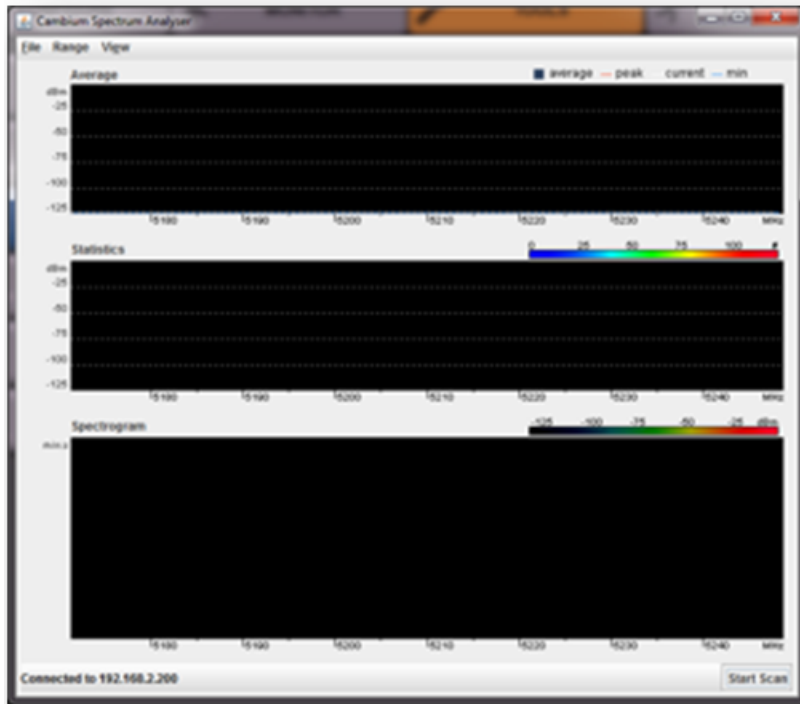 Cambium Spectrum Analyser
File Range View
Average
average peak current min
dBm
-25
-50
-75
-100
-125
5180 5190 5200 5210 5220 5230 5240 MHz
Statistics
0 25 50 75 100 #
dBm
-25
-50
-75
-100
-125
5180 5190 5200 5210 5220 5230 5240 MHz
Spectrogram
-125 -100 -75 -50 -25 dBm
min:s
5180 5190 5200 5210 5220 5230 5240 MHz
Connected to 192.168.2.200
Start Scan